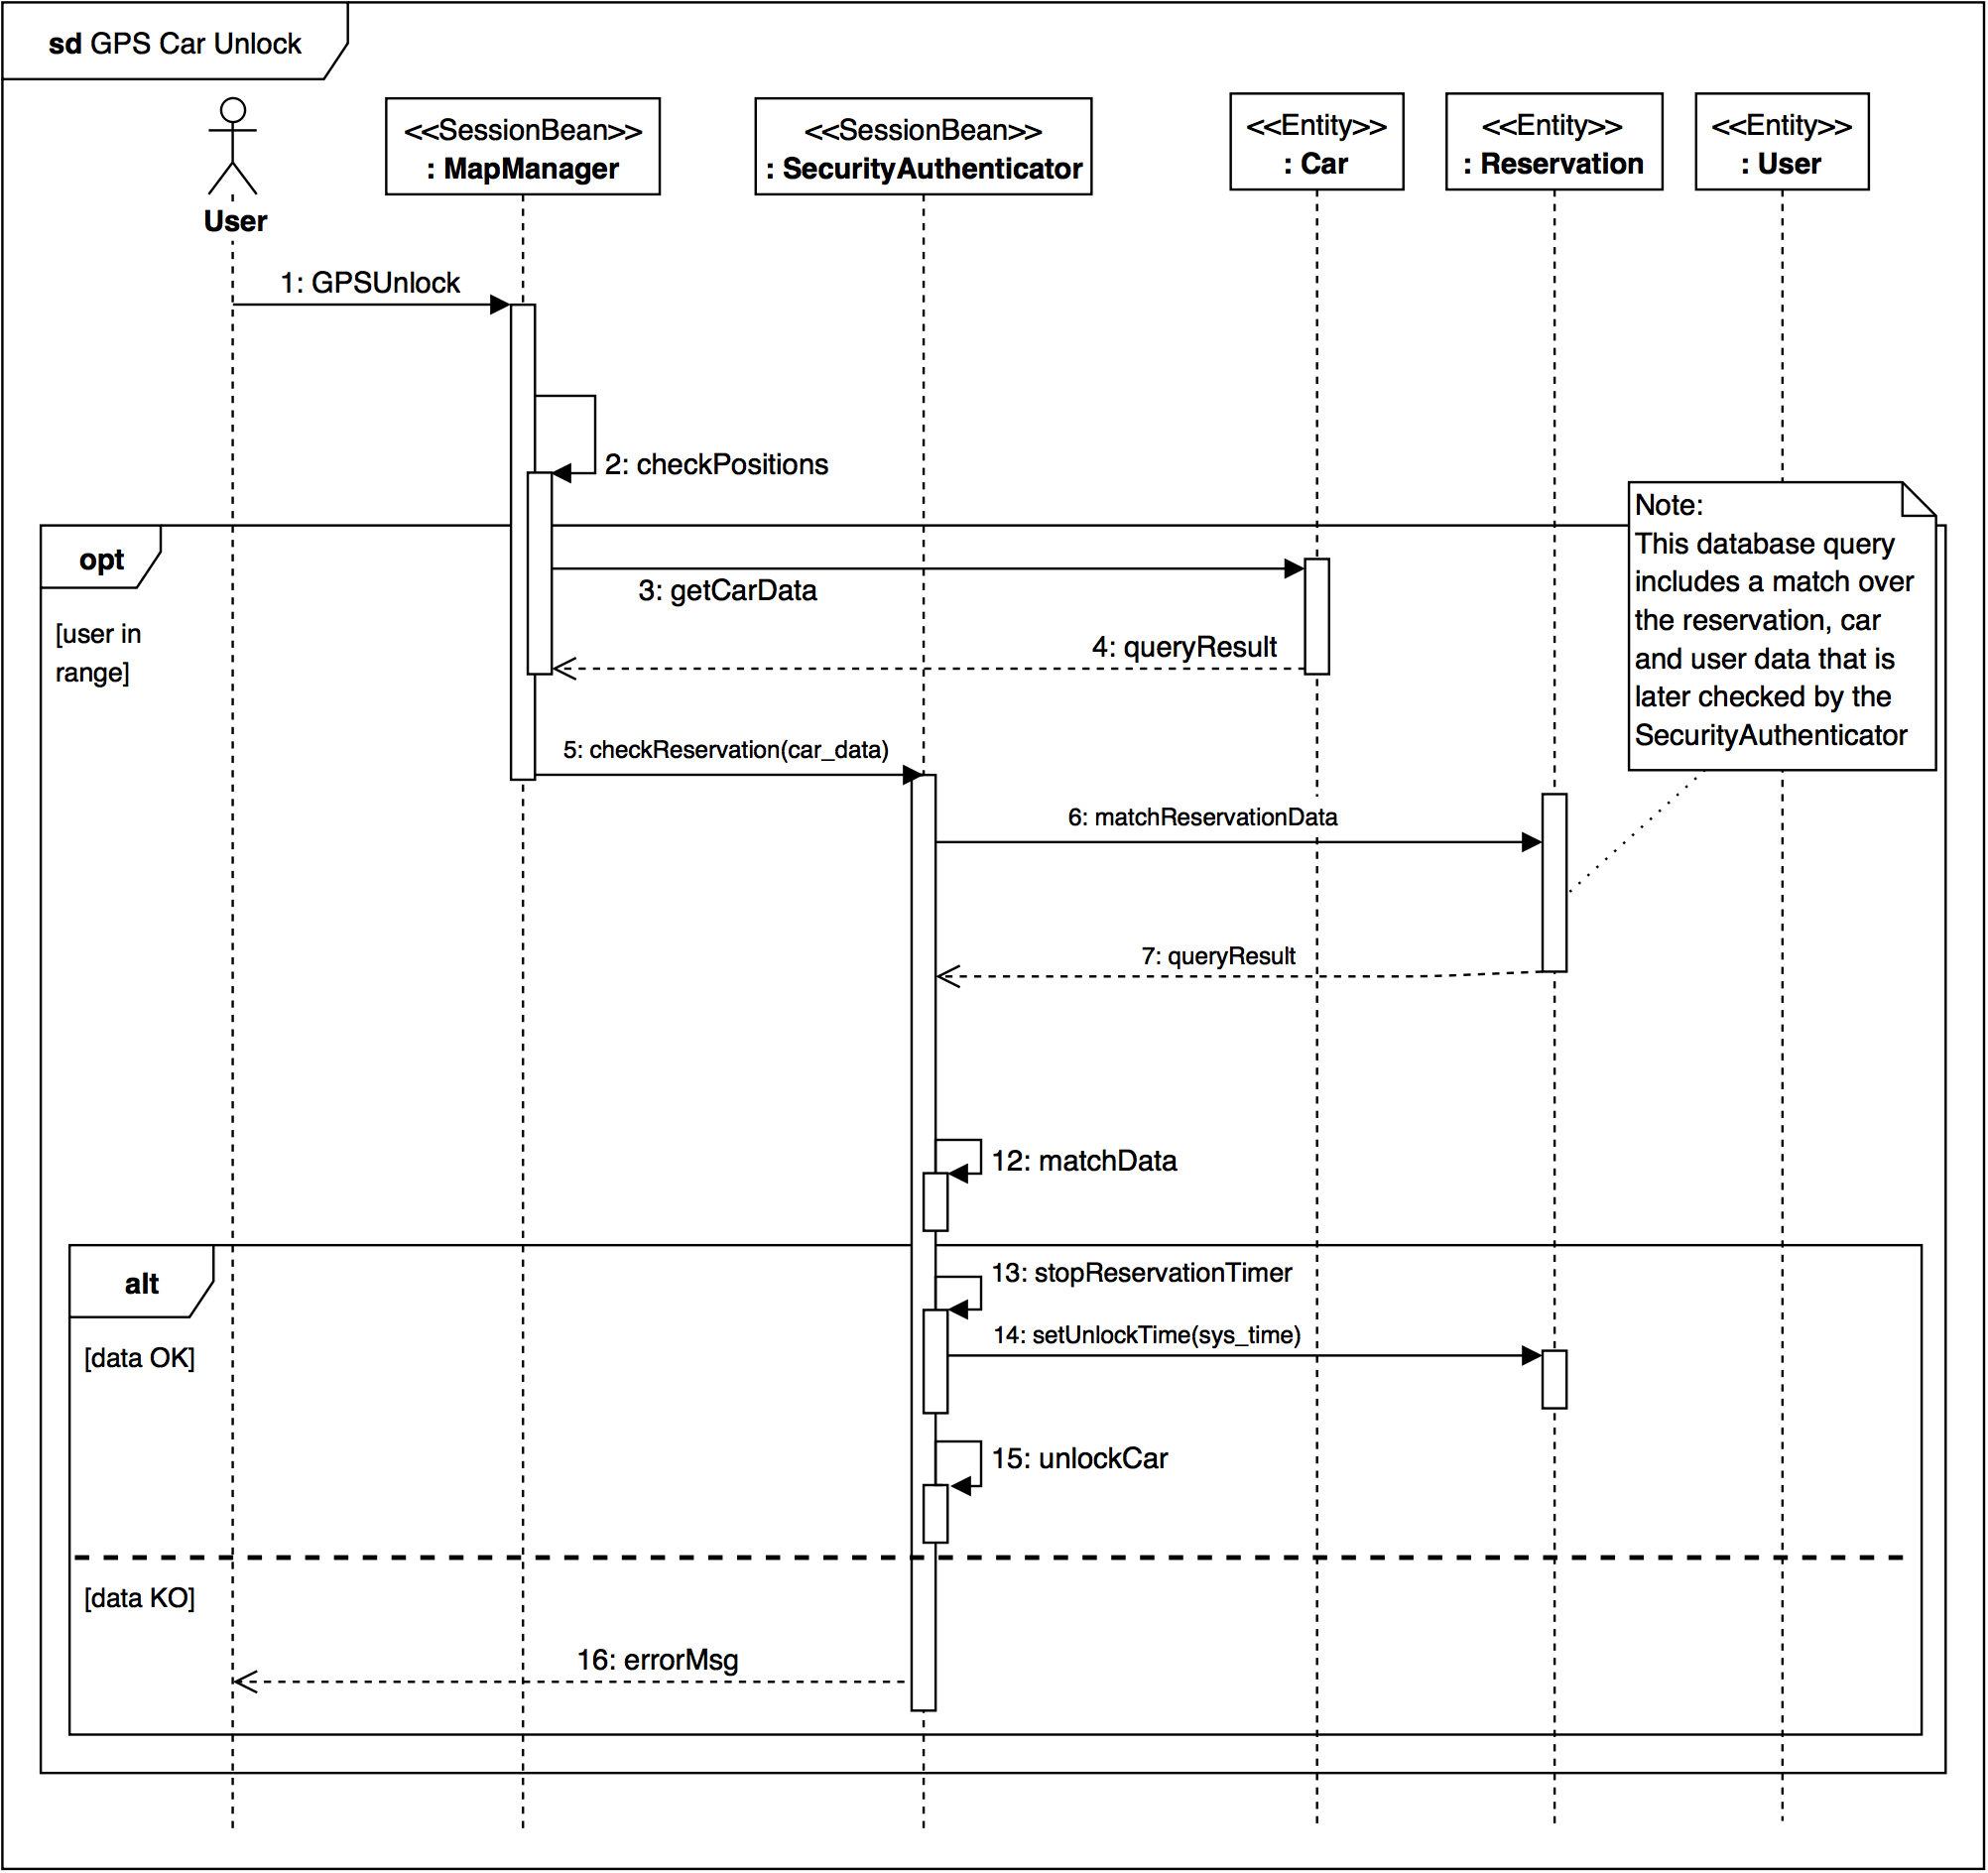 sd GPS Car Unlock
User
<<SessionBean>>
: MapManager
<<SessionBean>>
: SecurityAuthenticator
<<Entity>>
: Car
<<Entity>>
: Reservation
<<Entity>>
: User
1: GPSUnlock
2: checkPositions
opt
[user in
range]
3: getCarData
4: queryResult
Note:
This database query
includes a match over
the reservation, car
and user data that is
later checked by the
SecurityAuthenticator
5: checkReservation(car_data)
6: matchReservationData
7: queryResult
12: matchData
alt
[data OK]
13: stopReservationTimer
14: setUnlockTime(sys_time)
15: unlockCar
[data KO]
16: errorMsg